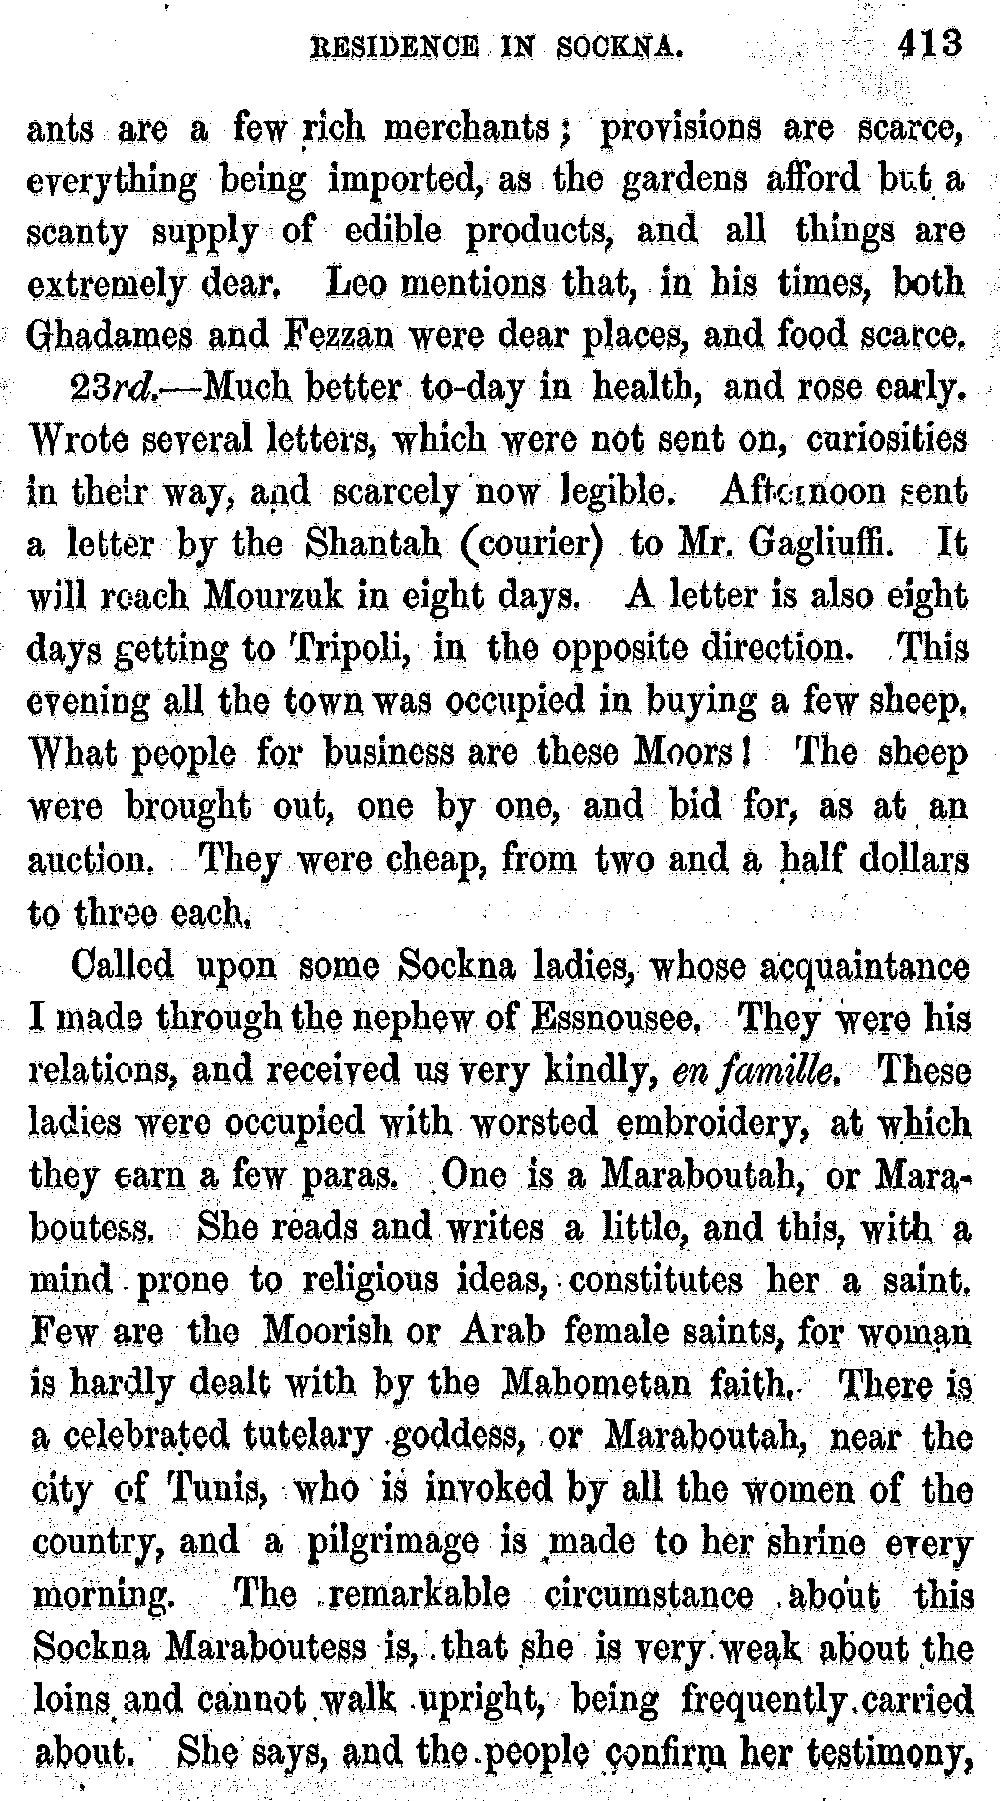 RESIDENCE IN SOCKNA. 413
ants are a few rich merchants; provisions are scarce,
everything being imported, as the gardens afford but a
scanty supply of edible products, and all things are
extremely dear. Leo mentions that, in his times, both
Ghadames and Fezzan were dear places, and food scarce.
23rd.—Much better to-day in health, and rose early.
Wrote several letters, which were not sent on, curiosities
in their way, and scarcely now legible. Afternoon sent
a letter by the Shantah (courier) to Mr. Gagliuffi. It
will reach Mourzuk in eight days. A letter is also eight
days getting to Tripoli, in the opposite direction. This
evening all the town was occupied in buying a few sheep.
What people for business are these Moors! The sheep
were brought out, one by one, and bid for, as at an
auction. They were cheap, from two and a half dollars
to three each.
Called upon some Sockna ladies, whose acquaintance
I made through the nephew of Essnousee. They were his
relations, and received us very kindly, en famille. These
ladies were occupied with worsted embroidery, at which
they earn a few paras. One is a Maraboutah, or Mara-
boutess. She reads and writes a little, and this, with a
mind prone to religious ideas, constitutes her a saint.
Few are the Moorish or Arab female saints, for woman
is hardly dealt with by the Mahometan faith. There is
a celebrated tutelary goddess, or Maraboutah, near the
city of Tunis, who is invoked by all the women of the
country, and a pilgrimage is made to her shrine every
morning. The remarkable circumstance about this
Sockna Maraboutess is, that she is very weak about the
loins and cannot walk upright, being frequently carried
about. She says, and the people confirm her testimony,